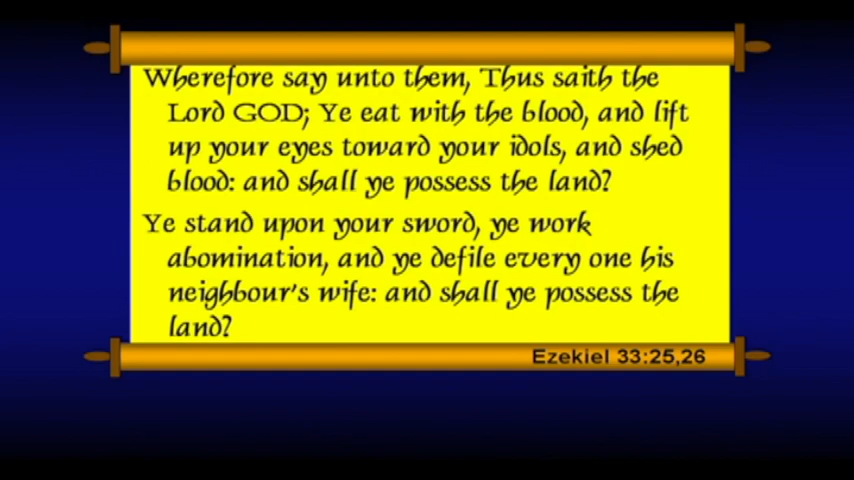 Wherefore say unto them, Thus saith the
Lord GOD; Ye eat with the blood, and lift
up your eyes toward your idols, and shed
blood: and shall ye possess the land?
Ye stand upon your sword, ye work
abomination, and ye defile every one his
neighbour's wife: and shall ye possess the
land?
Ezekiel 33:25,26